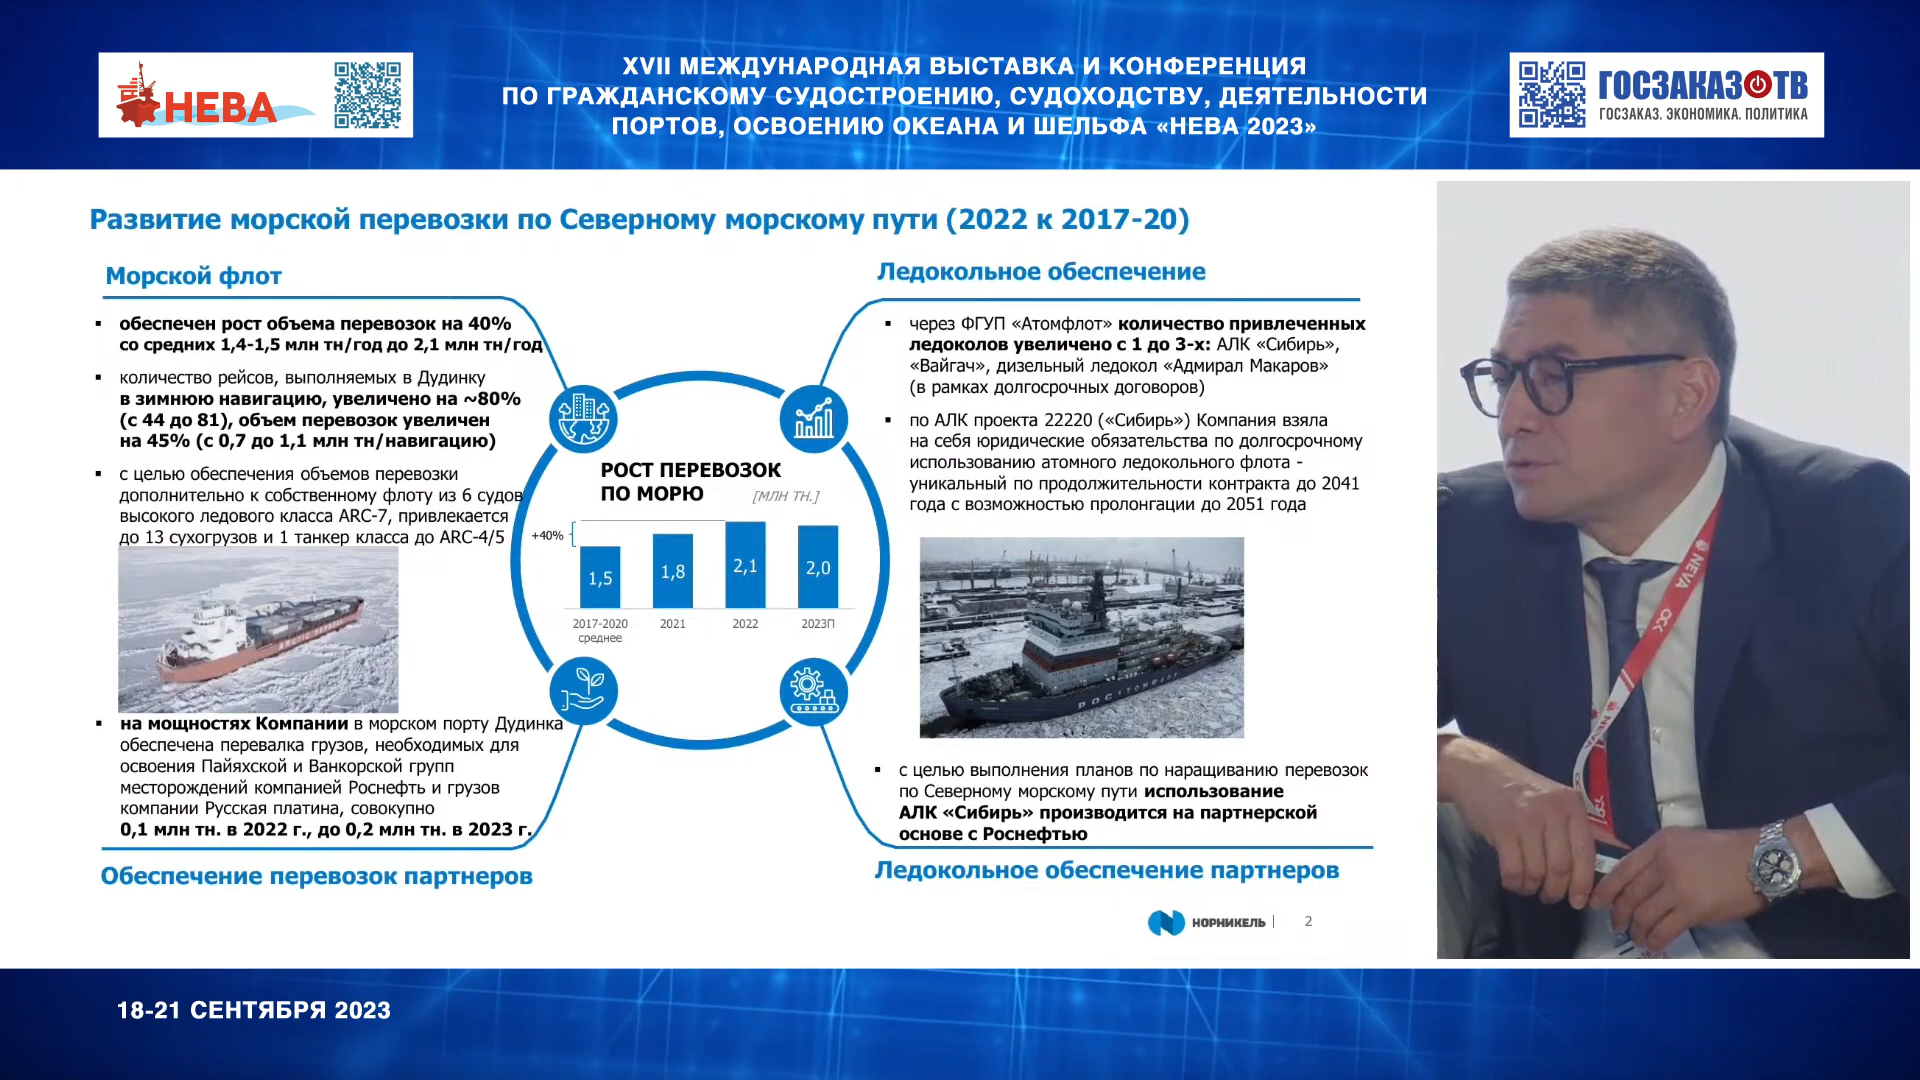 НЕВА
XVII МЕЖДУНАРОДНАЯ ВЫСТАВКА И КОНФЕРЕНЦИЯ
ПО ГРАЖДАНСКОМУ СУДОСТРОЕНИЮ, СУДОХОДСТВУ, ДЕЯТЕЛЬНОСТИ
ПОРТОВ, ОСВОЕНИЮ ОКЕАНА И ШЕЛЬФА «НЕВА 2023»
ГОСЗАКАЗ ТВ
ГОСЗАКАЗ. ЭКОНОМИКА. ПОЛИТИКА
Развитие морской перевозки по Северному морскому пути (2022 к 2017-20)
Морской флот
▪ обеспечен рост объема перевозок на 40%
со средних 1,4-1,5 млн тн/год до 2,1 млн тн/год
▪ количество рейсов, выполняемых в Дудинку
в зимнюю навигацию, увеличено на ~80%
(с 44 до 81), объем перевозок увеличен
на 45% (с 0,7 до 1,1 млн тн/навигацию)
▪ с целью обеспечения объемов перевозки
дополнительно к собственному флоту из 6 судов
высокого ледового класса ARC-7, привлекается
до 13 сухогрузов и 1 танкер класса до ARC-4/5
▪ на мощностях Компании в морском порту Дудинка
обеспечена перевалка грузов, необходимых для
освоения Пайяхской и Ванкорской групп
месторождений компанией Роснефть и грузов
компании Русская платина, совокупно
0,1 млн тн. в 2022 г., до 0,2 млн тн. в 2023 г.
Обеспечение перевозок партнеров
РОСТ ПЕРЕВОЗОК
ПО МОРЮ [МЛН ТН.]
+40%
1,5 1,8 2,1 2,0
2017-2020 2021 2022 2023П
среднее
Ледокольное обеспечение
▪ через ФГУП «Атомфлот» количество привлеченных
ледоколов увеличено с 1 до 3-х: АЛК «Сибирь»,
«Вайгач», дизельный ледокол «Адмирал Макаров»
(в рамках долгосрочных договоров)
▪ по АЛК проекта 22220 («Сибирь») Компания взяла
на себя юридические обязательства по долгосрочному
использованию атомного ледокольного флота -
уникальный по продолжительности контракта до 2041
года с возможностью пролонгации до 2051 года
РОСАТОМФЛОТ
▪ с целью выполнения планов по наращиванию перевозок
по Северному морскому пути использование
АЛК «Сибирь» производится на партнерской
основе с Роснефтью
Ледокольное обеспечение партнеров
НОРНИКЕЛЬ | 2
NEVA
ОСК
NEVA
18-21 СЕНТЯБРЯ 2023